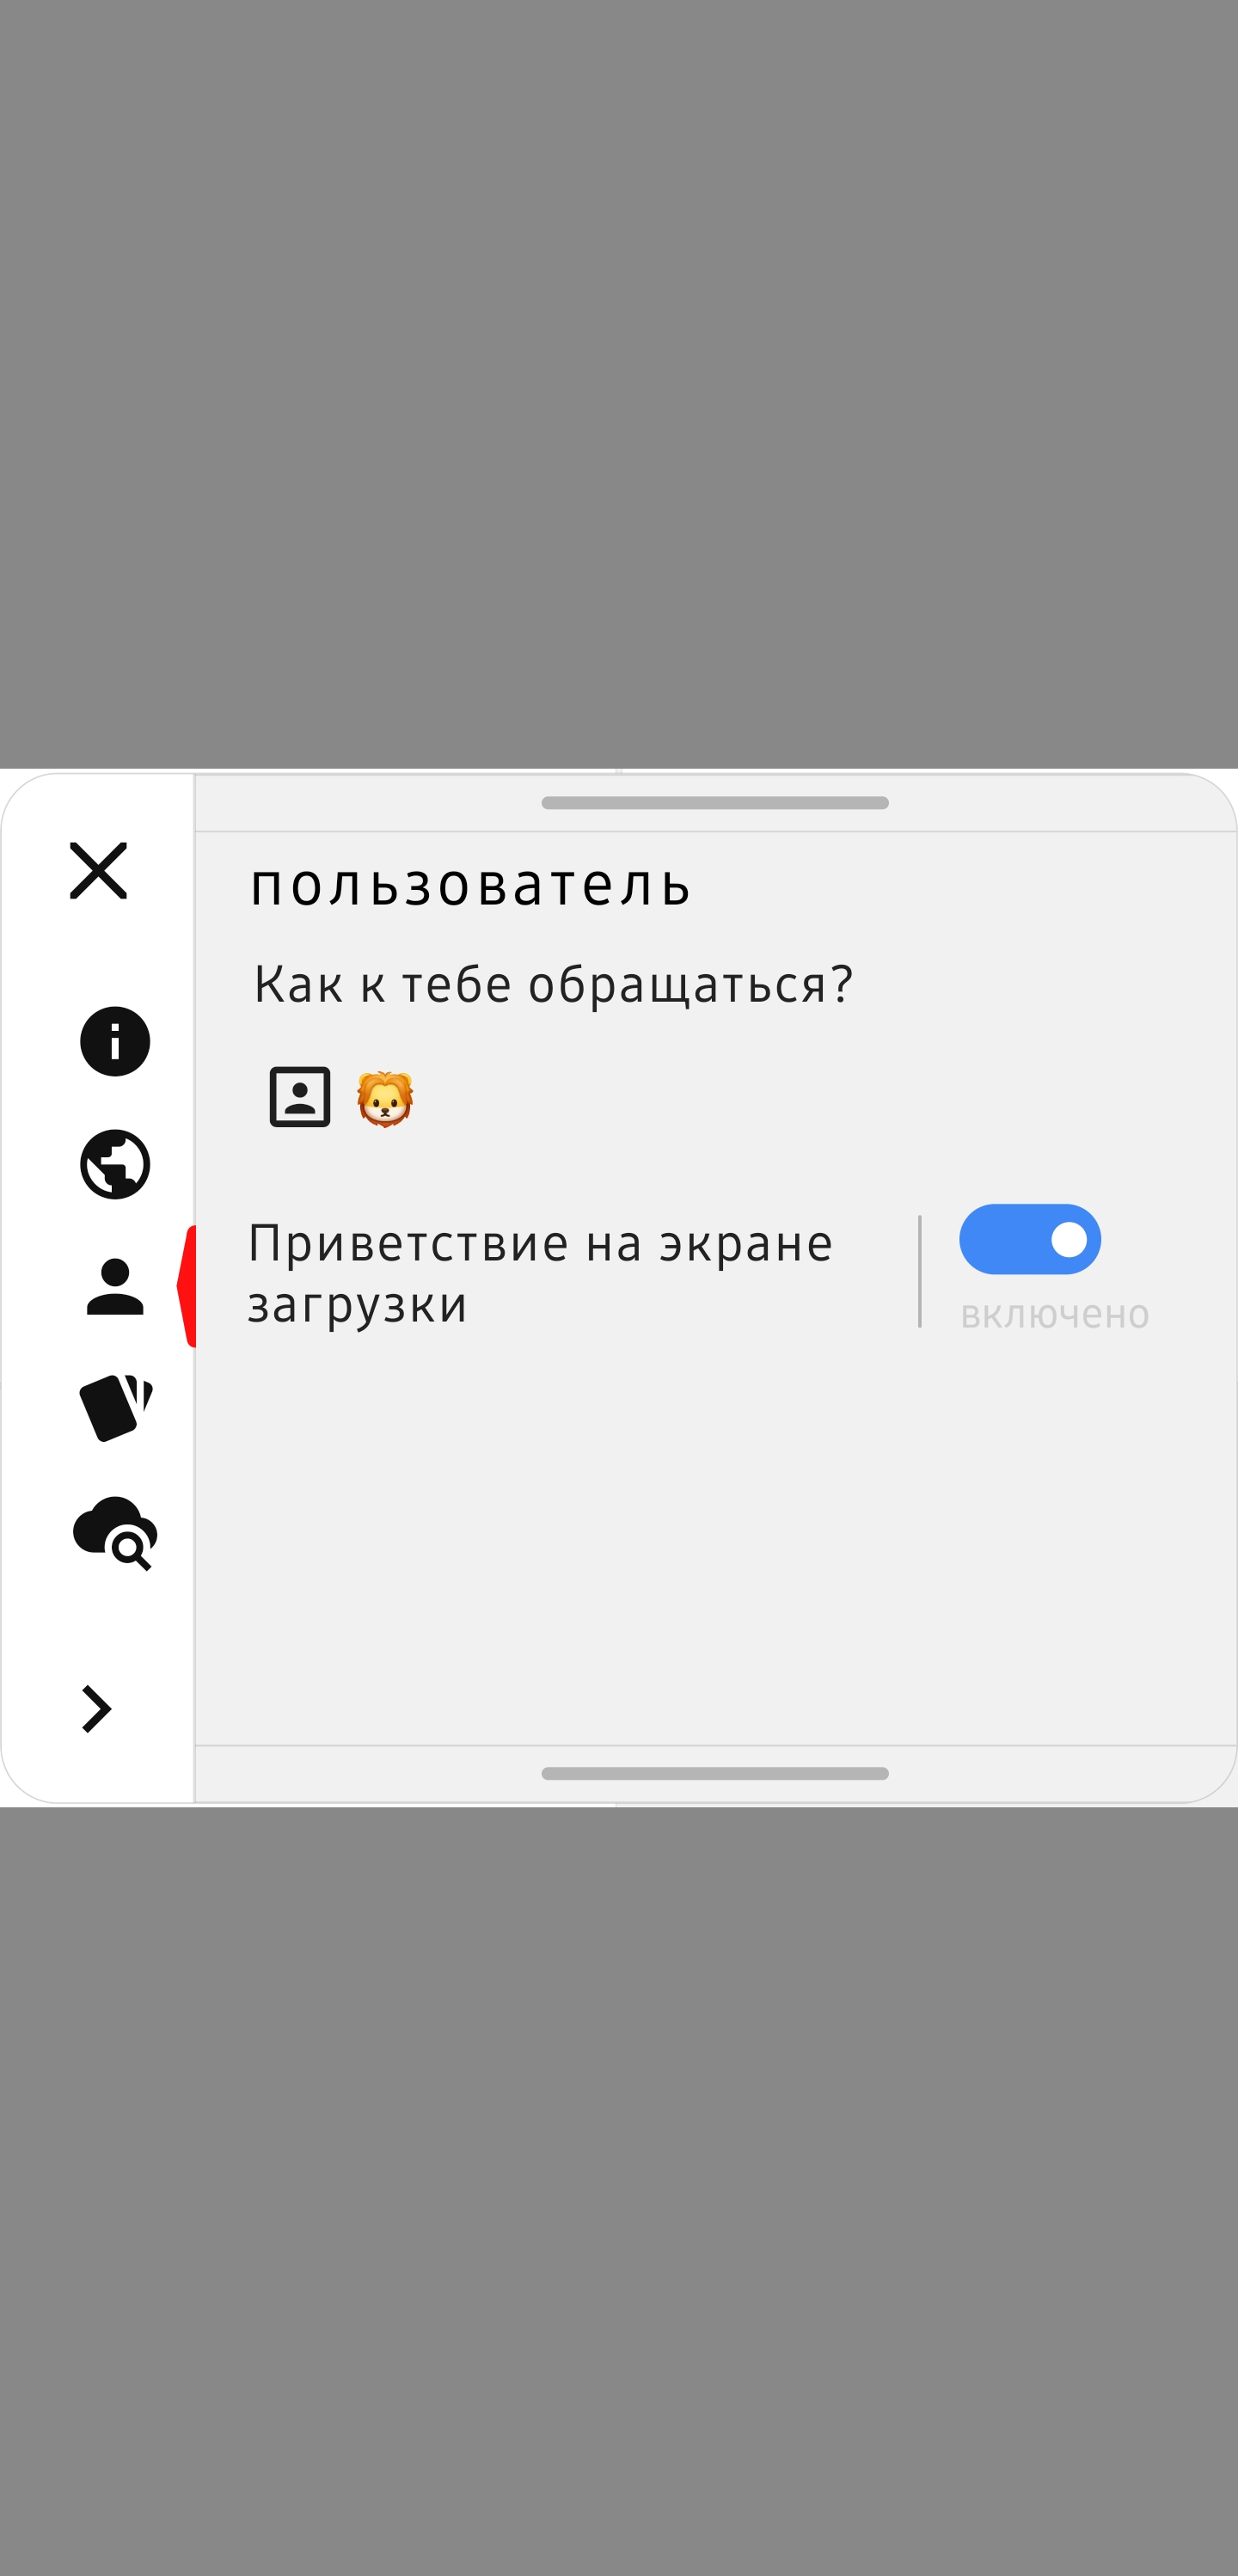 пользователь
Как к тебе обращаться?
🦁
Приветствие на экране
загрузки
включено